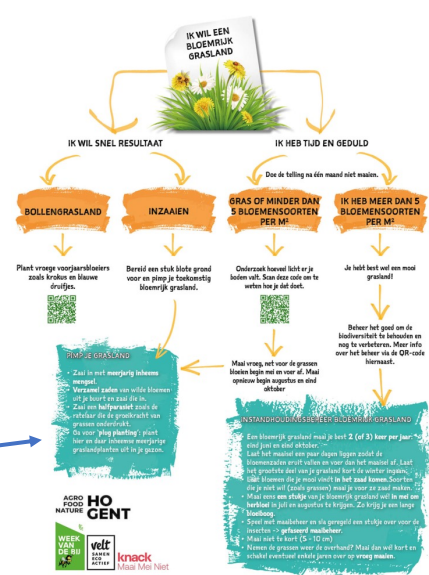 IK WIL EEN
BLOEMRIJK
GRASLAND
IK WIL SNEL RESULTAAT
IK HEB TIJD EN GEDULD
Doe de telling na één maand niet maaien.
BOLLENGRASLAND
INZAAIEN
GRAS OF MINDER DAN
5 BLOEMENSOORTEN
PER M²
IK HEB MEER DAN 5
BLOEMENSOORTEN
PER M²
Plant vroege voorjaarsbloeiers
zoals krokus en blauwe
druifjes.
Bereid een stuk blote grond
voor en pimp je toekomstig
bloemrijk grasland.
Onderzoek hoeveel licht er je
bodem valt. Scan deze code om te
weten hoe je dat doet.
Je hebt best wel een mooi
grasland!
Beheer het goed om de
biodiversiteit te behouden en
nog te verbeteren. Meer info
over het beheer via de QR-code
hiernaast.
Maai vroeg, net voor de grassen
bloeien begin mei en voer af. Maai
opnieuw begin augustus en eind
oktober
PIMP JE GRASLAND
• Zaai in met meerjarig inheems
mengsel.
• Verzamel zaden van wilde bloemen
uit je buurt en zaai die in.
• Zaai een halfparasiet zoals de
ratelaar die de groeikracht van
grassen onderdrukt.
• Ga voor 'plug planting': plant
hier en daar inheemse meerjarige
graslandplanten uit in je gazon.
INSTANDHOUDINGSBEHEER BLOEMRIJK GRASLAND
• Een bloemrijk grasland maai je best 2 (of 3) keer per jaar:
eind juni en eind oktober.
• Laat het maaisel een paar dagen liggen zodat de
bloemenzaden eruit vallen en voer dan het maaisel af. Laat
het grootste deel van je grasland kort de winter ingaan.
• Laat bloemen die je mooi vindt in het zaad komen. Soorten
die je niet wil (zoals grassen) maai je voor ze zaad maken.
• Maai eens een stukje van je bloemrijk grasland wél in mei om
herbloei in juli en augustus te krijgen. Zo krijg je een lange
bloeiboog.
• Speel met maaibeheer en sla geregeld een stukje over voor de
insecten -> gefaseerd maaibeheer.
• Maai niet te kort (5 - 10 cm)
• Nemen de grassen weer de overhand? Maai dan wél kort en
schakel eventueel enkele jaren over op vroeg maaien.
AGRO
FOOD
NATURE
HO
GENT
WEEK
VAN
DE BIJ
velt
SAMEN
ECO
ACTIEF
knack
Maai Mei Niet